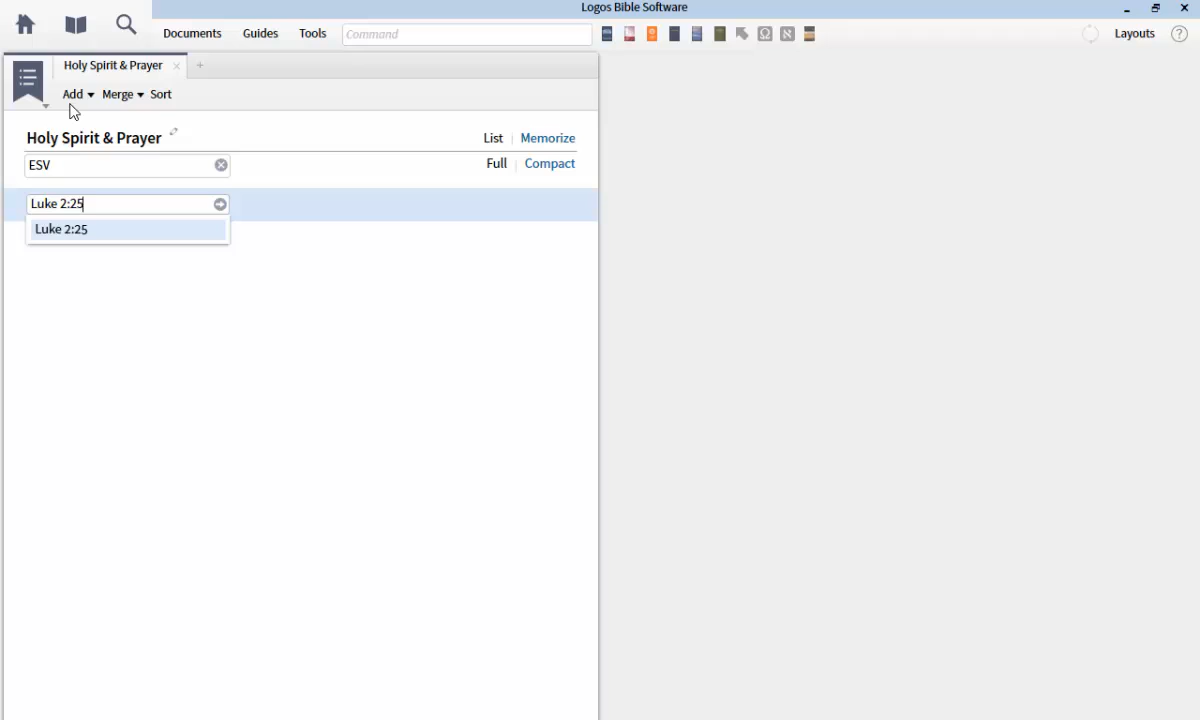 Logos Bible Software
Documents Guides Tools Command Layouts ?
Holy Spirit & Prayer
Add Merge Sort
Holy Spirit & Prayer List Memorize
ESV Full Compact
Luke 2:25
Luke 2:25